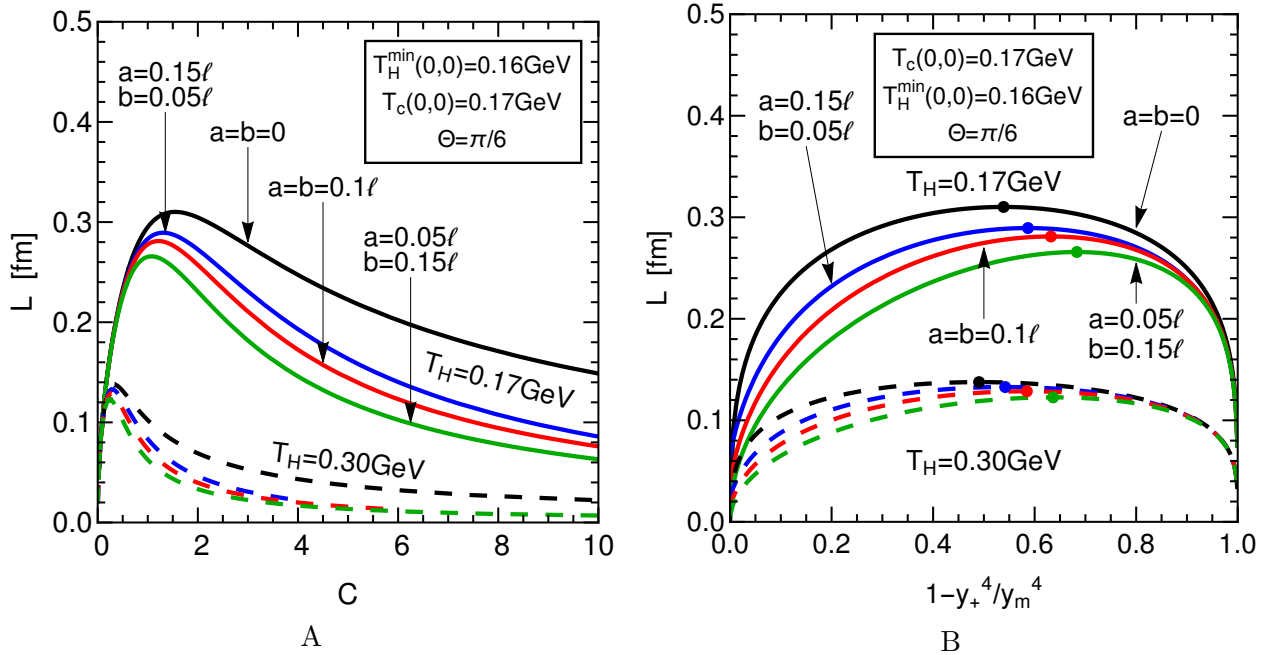 0.5
0.4
0.3
0.2
0.1
0.0
L [fm]
0
2
4
6
8
10
C
a=0.15ℓ
b=0.05ℓ
a=b=0
T_H^min(0,0)=0.16GeV
T_c(0,0)=0.17GeV
Θ=π/6
a=b=0.1ℓ
a=0.05ℓ
b=0.15ℓ
T_H=0.17GeV
T_H=0.30GeV
A
0.5
0.4
0.3
0.2
0.1
0.0
L [fm]
0.0
0.2
0.4
0.6
0.8
1.0
1−y_+^4/y_m^4
T_c(0,0)=0.17GeV
T_H^min(0,0)=0.16GeV
Θ=π/6
a=0.15ℓ
b=0.05ℓ
a=b=0
T_H=0.17GeV
a=b=0.1ℓ
a=0.05ℓ
b=0.15ℓ
T_H=0.30GeV
B